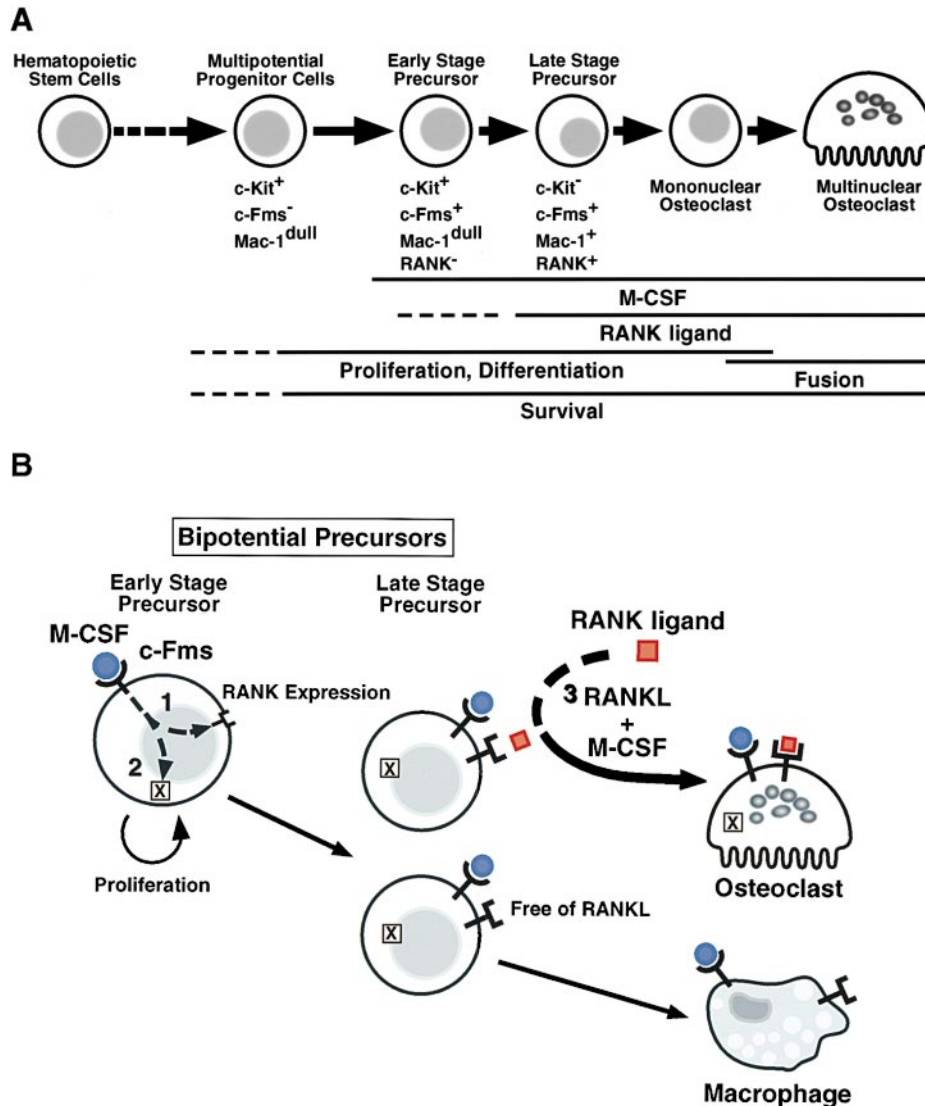 A
Hematopoietic
Stem Cells
Multipotential
Progenitor Cells
Early Stage
Precursor
Late Stage
Precursor
c-Kit+
c-Fms-
Mac-1dull
c-Kit+
c-Fms+
Mac-1dull
RANK-
c-Kit-
c-Fms+
Mac-1+
RANK+
Mononuclear
Osteoclast
Multinuclear
Osteoclast
M-CSF
RANK ligand
Proliferation, Differentiation
Fusion
Survival
B
Bipotential Precursors
Early Stage
Precursor
M-CSF
c-Fms
1
RANK Expression
2
X
Proliferation
Late Stage
Precursor
X
RANK ligand
3 RANKL
+
M-CSF
X
Osteoclast
X
Free of RANKL
Macrophage